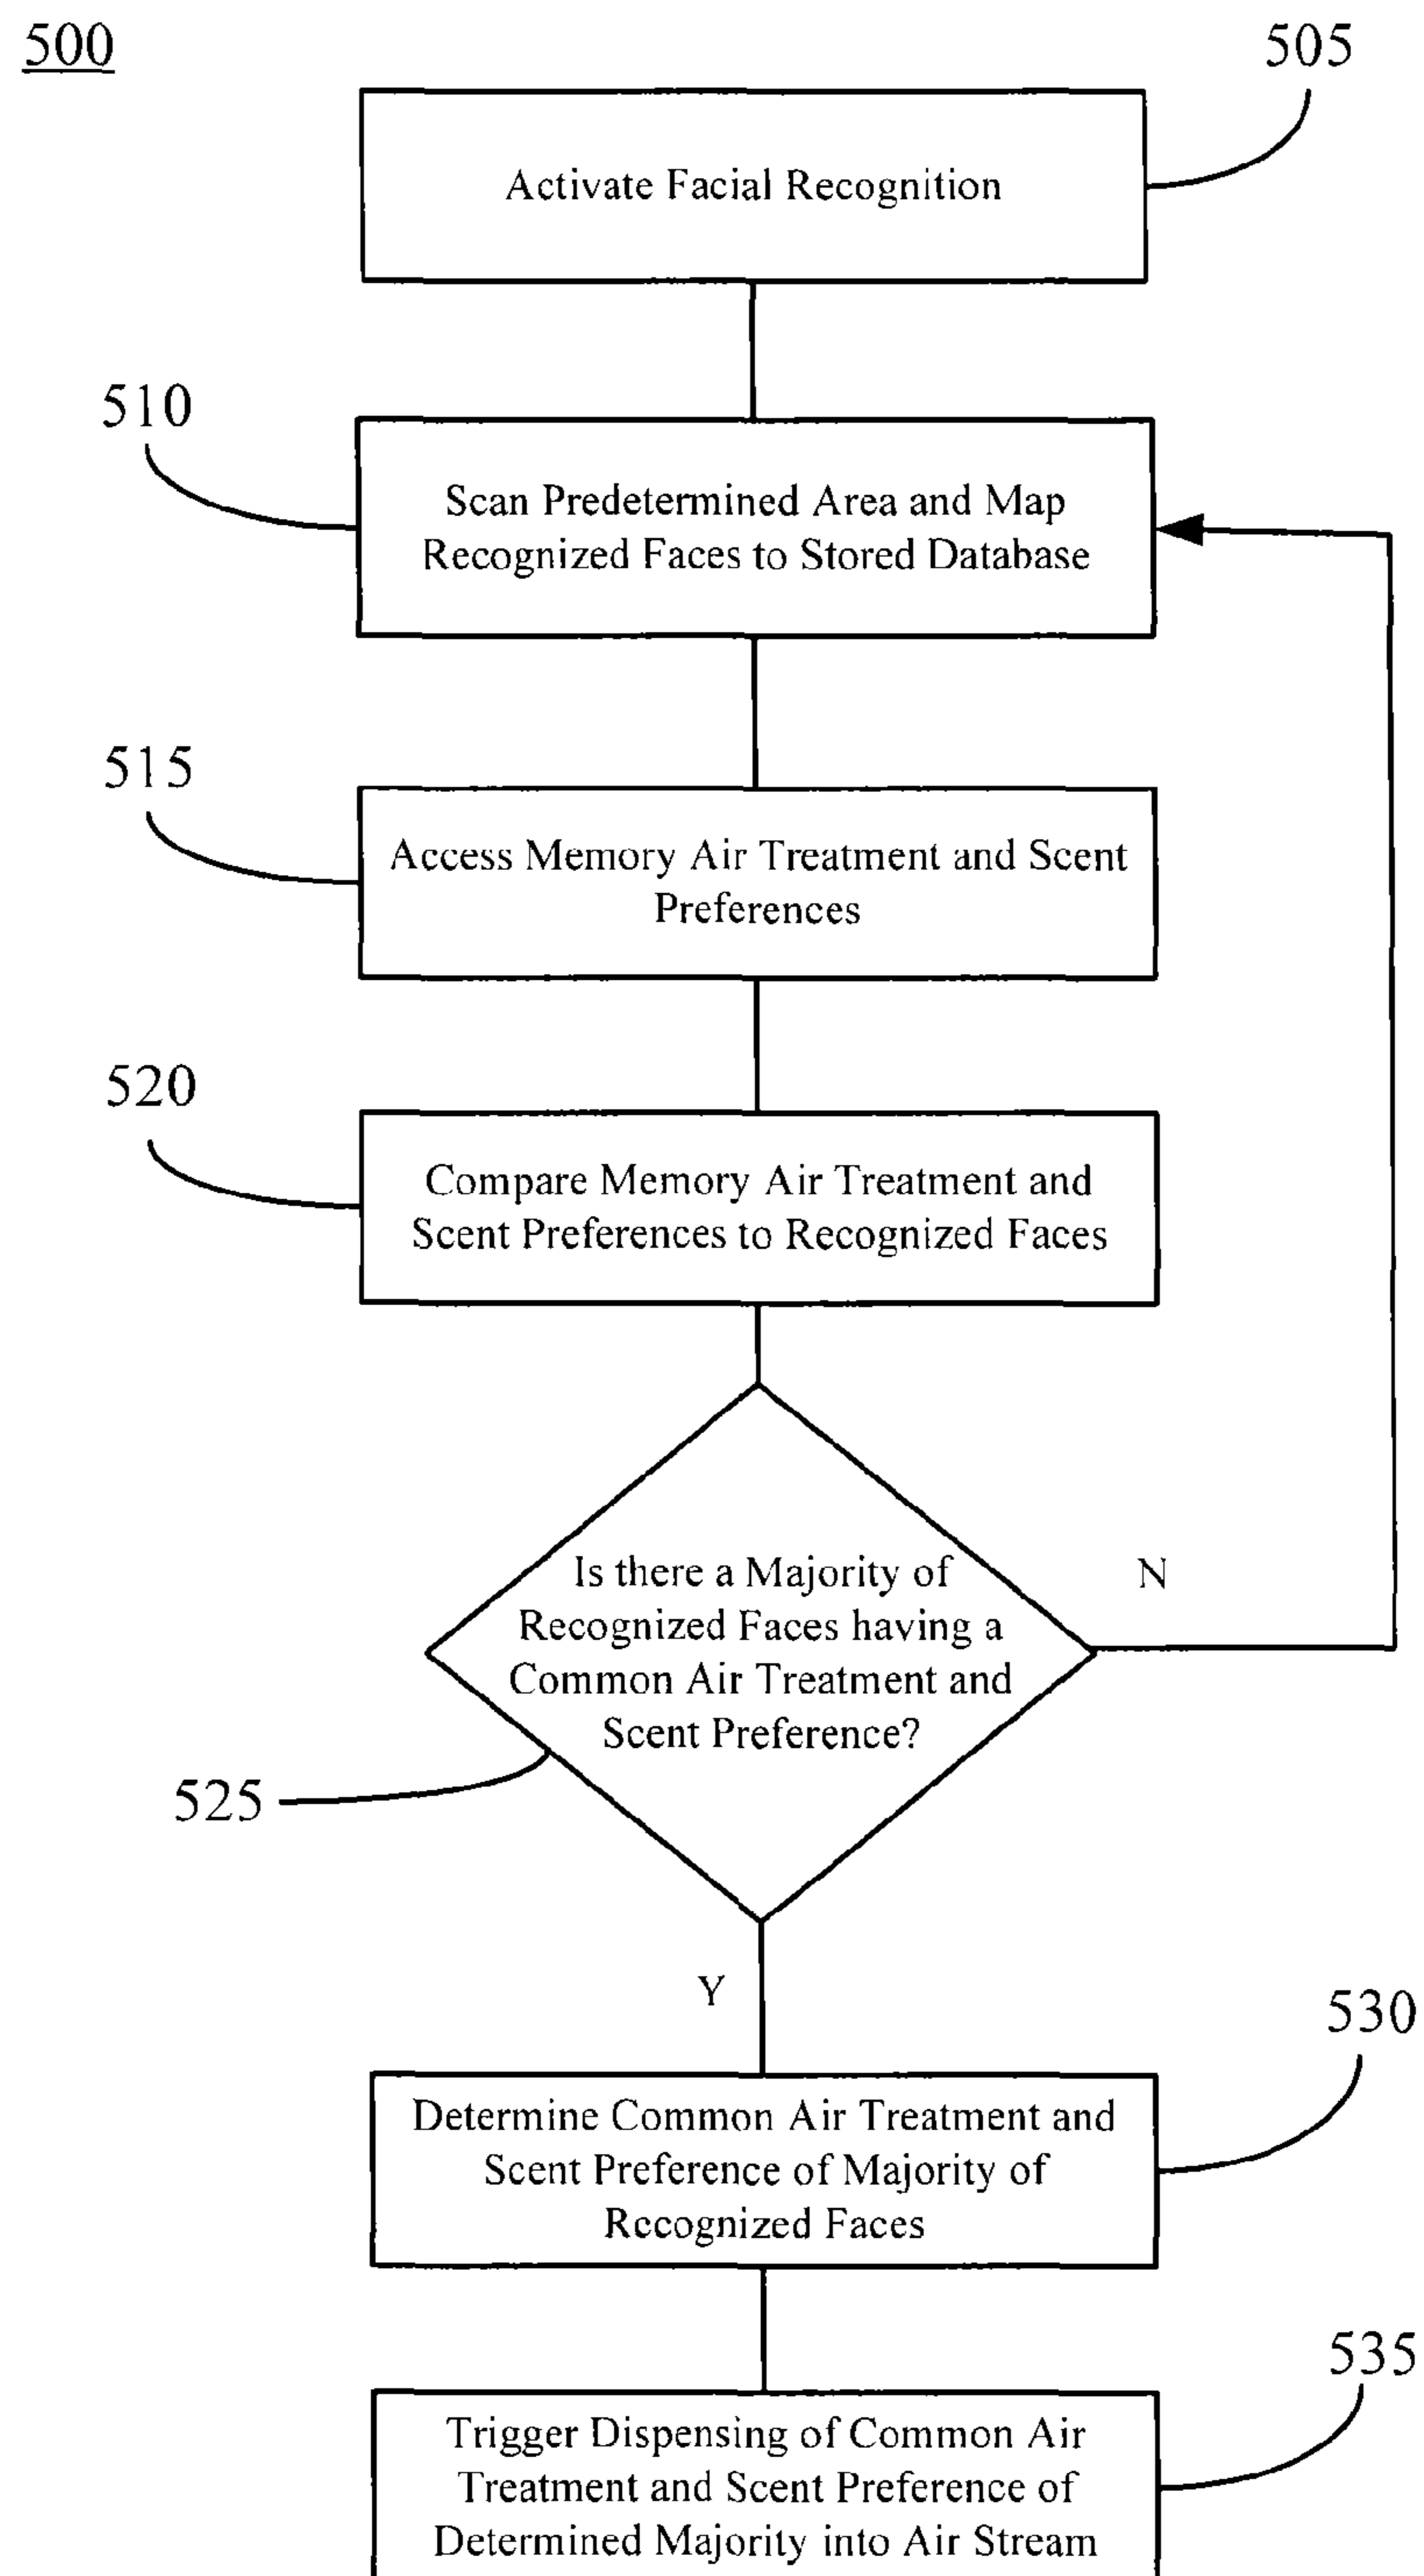 500
505
Activate Facial Recognition
510
Scan Predetermined Area and Map
Recognized Faces to Stored Database
515
Access Memory Air Treatment and Scent
Preferences
520
Compare Memory Air Treatment and
Scent Preferences to Recognized Faces
Is there a Majority of
Recognized Faces having a
Common Air Treatment and
Scent Preference?
N
525
Y
530
Determine Common Air Treatment and
Scent Preference of Majority of
Recognized Faces
535
Trigger Dispensing of Common Air
Treatment and Scent Preference of
Determined Majority into Air Stream